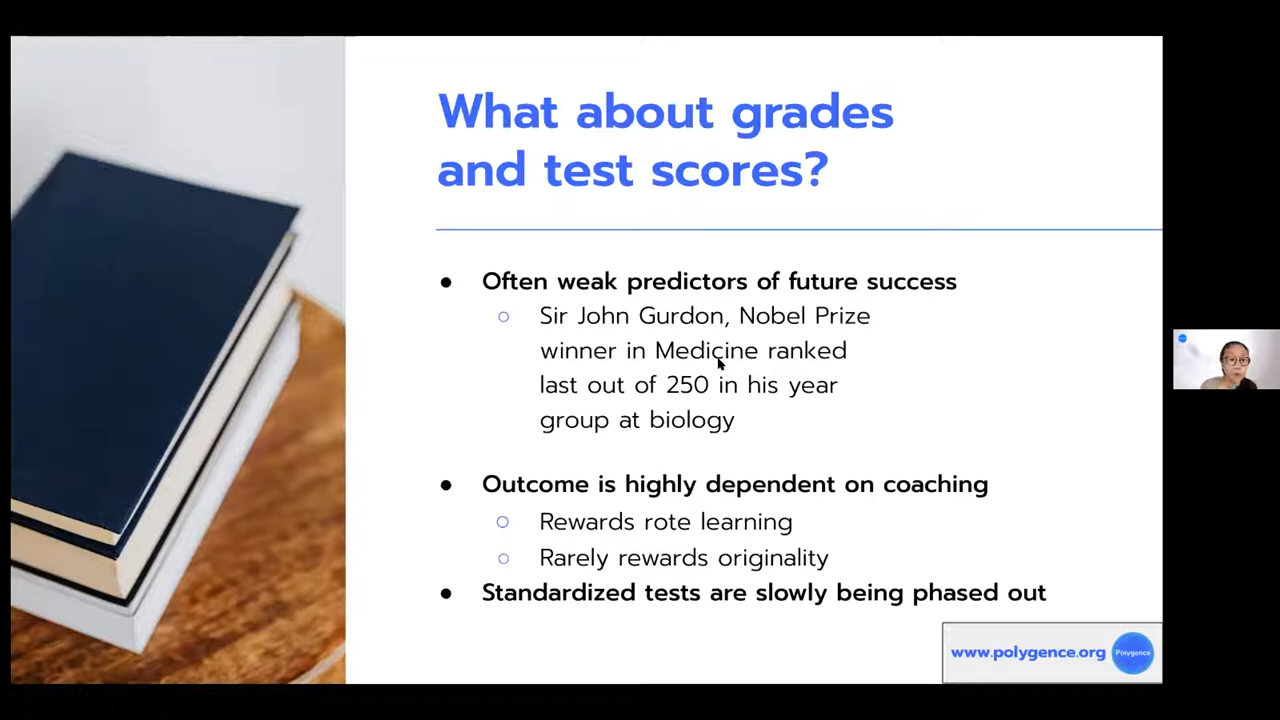 What about grades
and test scores?
● Often weak predictors of future success
○ Sir John Gurdon, Nobel Prize
winner in Medicine ranked
last out of 250 in his year
group at biology
● Outcome is highly dependent on coaching
○ Rewards rote learning
○ Rarely rewards originality
● Standardized tests are slowly being phased out
www.polygence.org Polygence